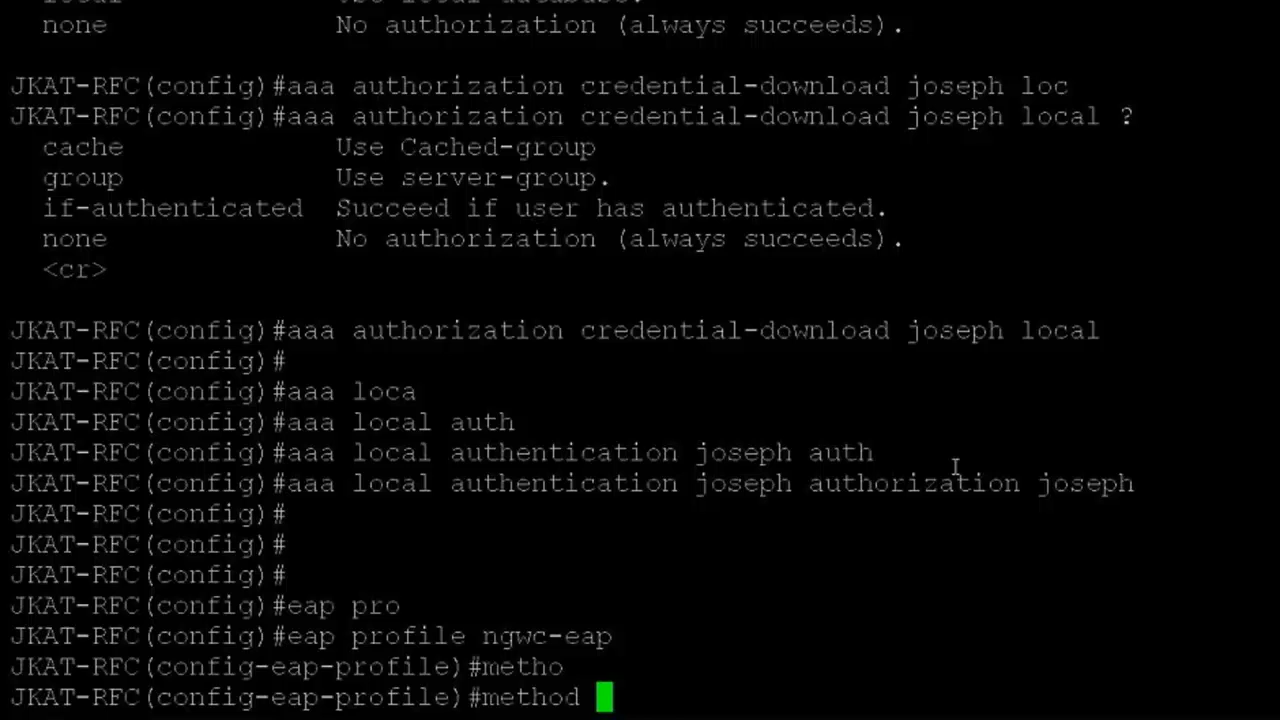 local Use local database.
none No authorization (always succeeds).
JKAT-RFC(config)#aaa authorization credential-download joseph loc
JKAT-RFC(config)#aaa authorization credential-download joseph local ?
cache Use Cached-group
group Use server-group.
if-authenticated Succeed if user has authenticated.
none No authorization (always succeeds).
<cr>
JKAT-RFC(config)#aaa authorization credential-download joseph local
JKAT-RFC(config)#
JKAT-RFC(config)#aaa loca
JKAT-RFC(config)#aaa local auth
JKAT-RFC(config)#aaa local authentication joseph auth
JKAT-RFC(config)#aaa local authentication joseph authorization joseph
JKAT-RFC(config)#
JKAT-RFC(config)#
JKAT-RFC(config)#
JKAT-RFC(config)#eap pro
JKAT-RFC(config)#eap profile ngwc-eap
JKAT-RFC(config-eap-profile)#metho
JKAT-RFC(config-eap-profile)#method